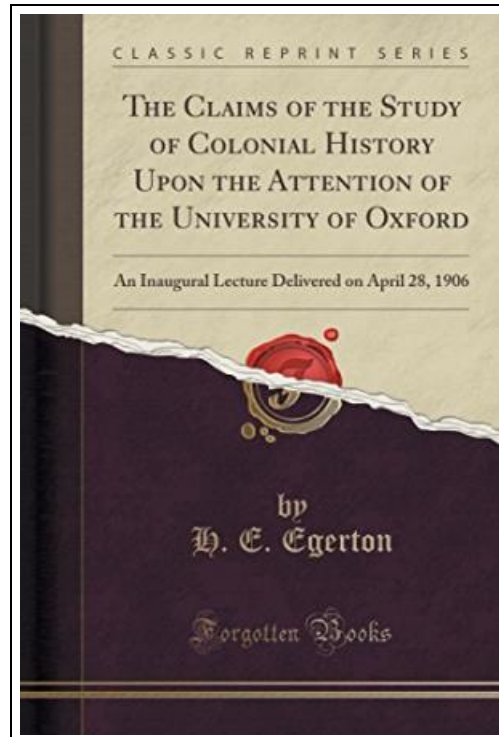 CLASSIC REPRINT SERIES
THE CLAIMS OF THE STUDY
OF COLONIAL HISTORY
UPON THE ATTENTION OF
THE UNIVERSITY OF OXFORD
An Inaugural Lecture Delivered on April 28, 1906
by
H. E. Egerton
Forgotten Books